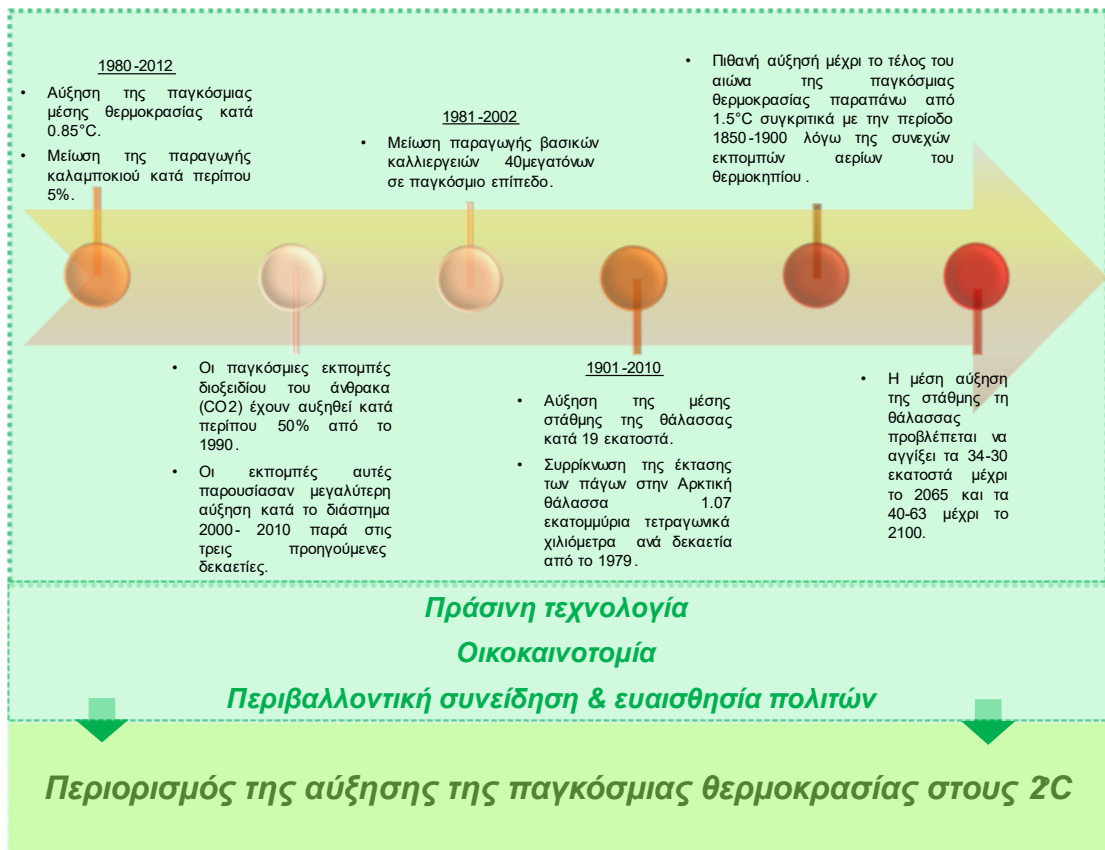 1980-2012
• Αύξηση της παγκόσμιας
μέσης θερμοκρασίας κατά
0.85°C.
• Μείωση της παραγωγής
καλαμποκιού κατά περίπου
5%.
1981-2002
• Μείωση παραγωγής βασικών
καλλιεργειών 40μεγατόνων
σε παγκόσμιο επίπεδο.
• Πιθανή αύξησή μέχρι το τέλος του
αιώνα της παγκόσμιας
θερμοκρασίας παραπάνω από
1.5°C συγκριτικά με την περίοδο
1850-1900 λόγω της συνεχών
εκπομπών αερίων του
θερμοκηπίου.
• Οι παγκόσμιες εκπομπές
διοξειδίου του άνθρακα
(CO2) έχουν αυξηθεί κατά
περίπου 50% από το
1990.
• Οι εκπομπές αυτές
παρουσίασαν μεγαλύτερη
αύξηση κατά το διάστημα
2000- 2010 παρά στις
τρεις προηγούμενες
δεκαετίες.
1901-2010
• Αύξηση της μέσης
στάθμης της θάλασσας
κατά 19 εκατοστά.
• Συρρίκνωση της έκτασης
των πάγων στην Αρκτική
θάλασσα 1.07
εκατομμύρια τετραγωνικά
χιλιόμετρα ανά δεκαετία
από το 1979.
• Η μέση αύξηση
της στάθμης τη
θάλασσας
προβλέπεται να
αγγίξει τα 34-30
εκατοστά μέχρι
το 2065 και τα
40-63 μέχρι το
2100.
Πράσινη τεχνολογία
Οικοκαινοτομία
Περιβαλλοντική συνείδηση & ευαισθησία πολιτών
Περιορισμός της αύξησης της παγκόσμιας θερμοκρασίας στους 2°C